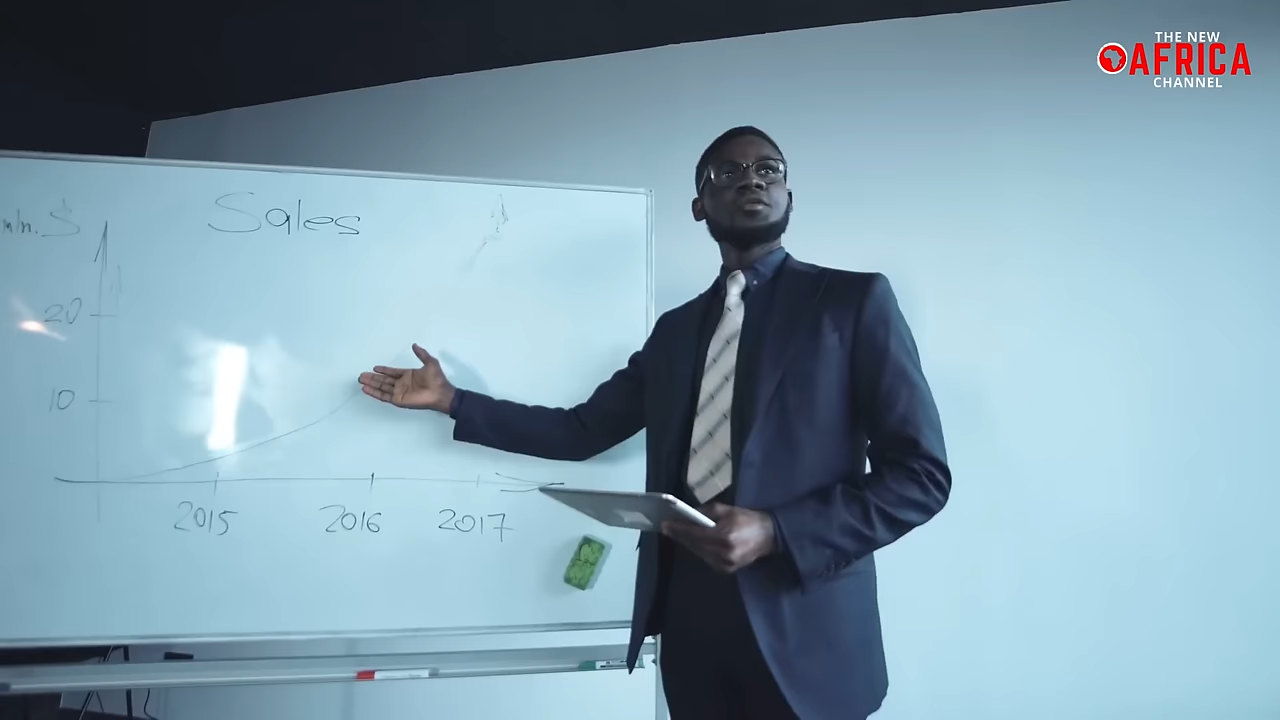 THE NEW
AFRICA
CHANNEL
Sales
mln. $
20
10
2015 2016 2017